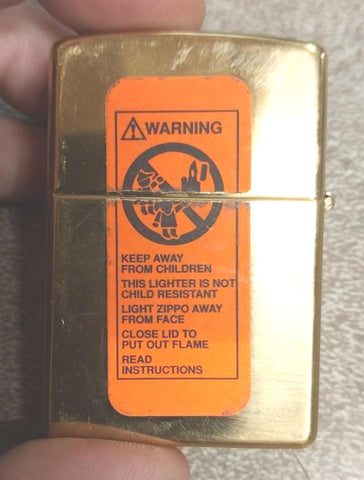 WARNING
KEEP AWAY
FROM CHILDREN
THIS LIGHTER IS NOT
CHILD RESISTANT
LIGHT ZIPPO AWAY
FROM FACE
CLOSE LID TO
PUT OUT FLAME
READ
INSTRUCTIONS